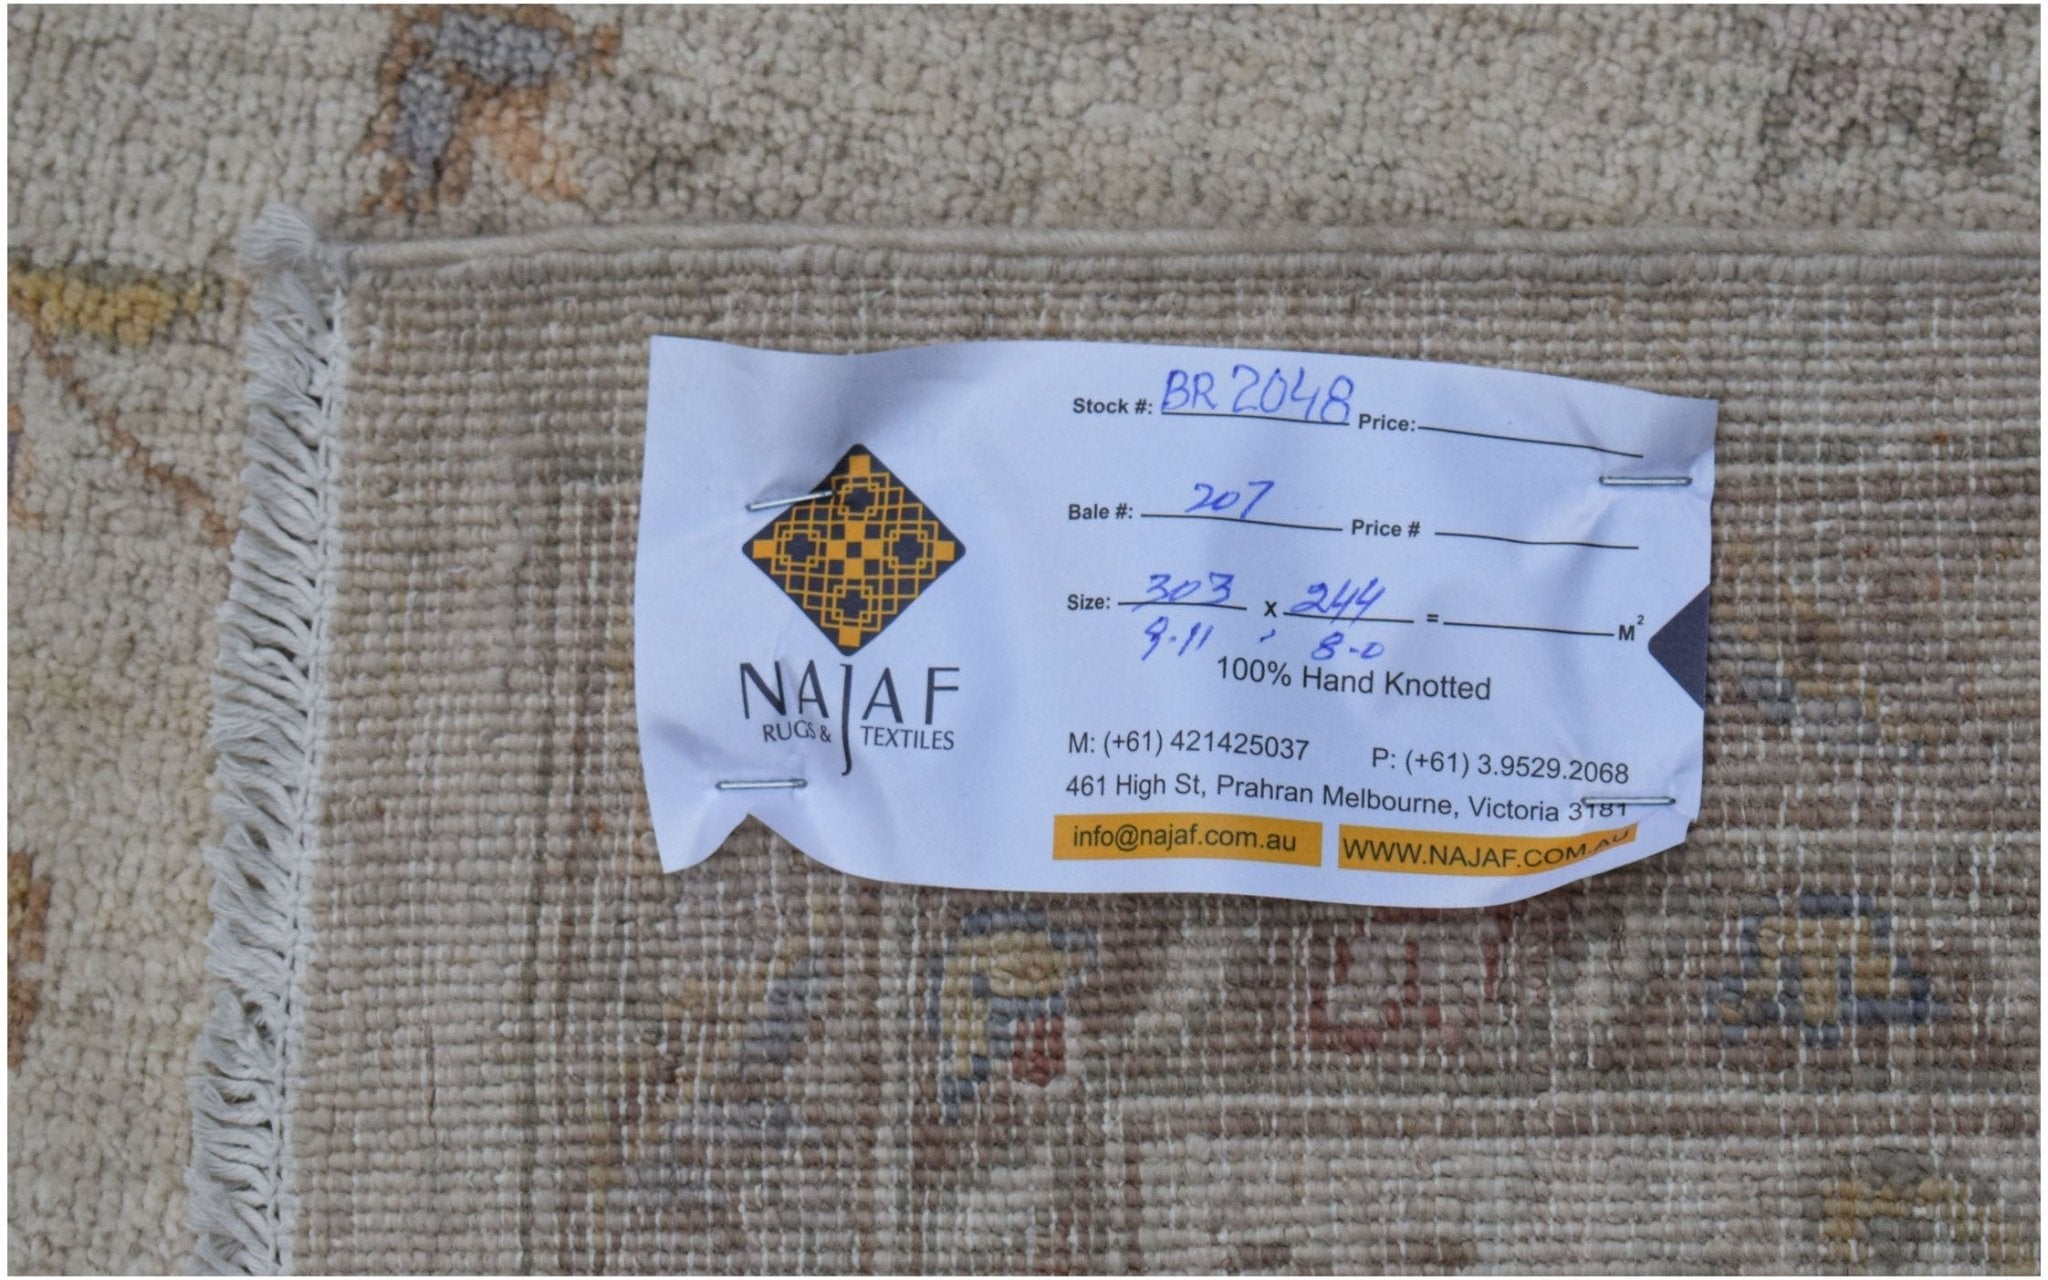 NAJAF
RUGS & TEXTILES
Stock #: BR 2048 Price:
Bale #: 207 Price #
Size: 303 x 244 = M²
9-11 , 8-0
100% Hand Knotted
M: (+61) 421425037 P: (+61) 3.9529.2068
461 High St, Prahran Melbourne, Victoria 3181
info@najaf.com.au WWW.NAJAF.COM.AU